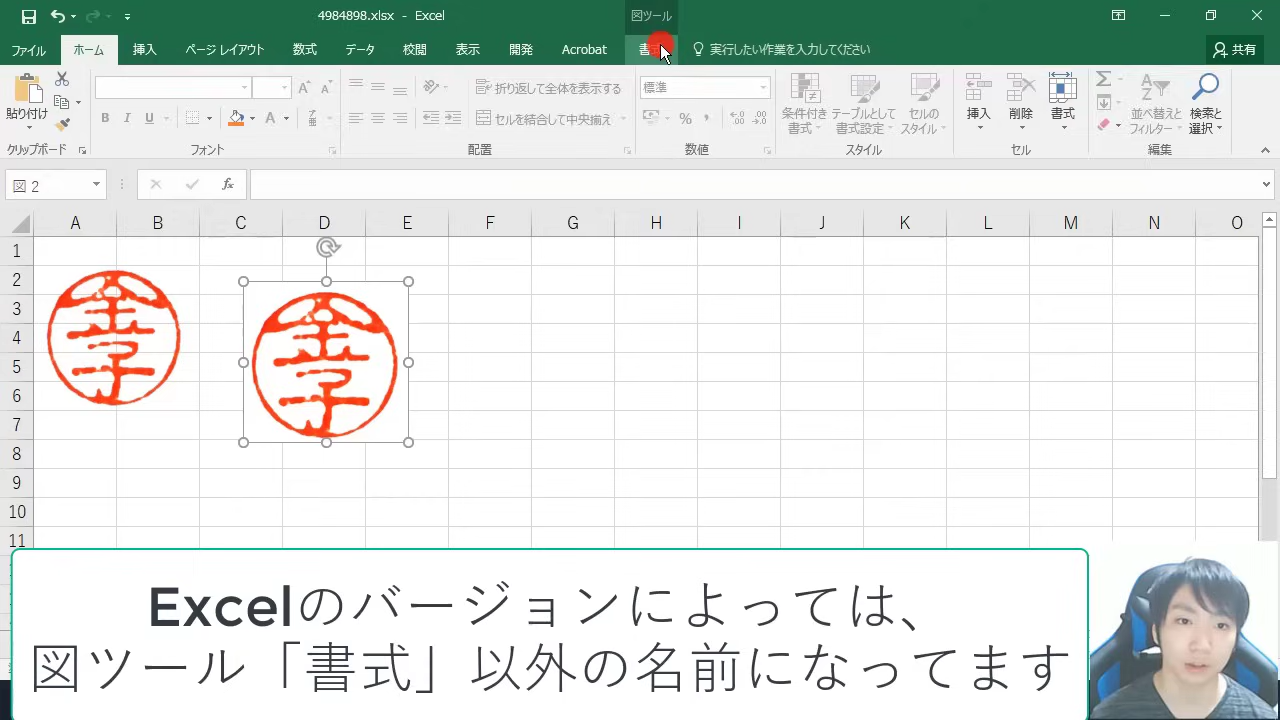 4984898.xlsx - Excel
図ツール
ファイル ホーム 挿入 ページ レイアウト 数式 データ 校閲 表示 開発 Acrobat 実行したい作業を入力してください 共有
折り返して全体を表示する 標準
貼り付け B I U A セルを結合して中央揃え % 条件付き書式 テーブルとして書式設定 セルのスタイル 挿入 削除 書式 並べ替えとフィルター 検索と選択
クリップボード フォント 配置 数値 スタイル セル 編集
図 2 fx
A B C D E F G H I J K L M N O
1
2
3
4
5
6
7
8
9
10
11
金子
金子
Excelのバージョンによっては、
図ツール「書式」以外の名前になってます